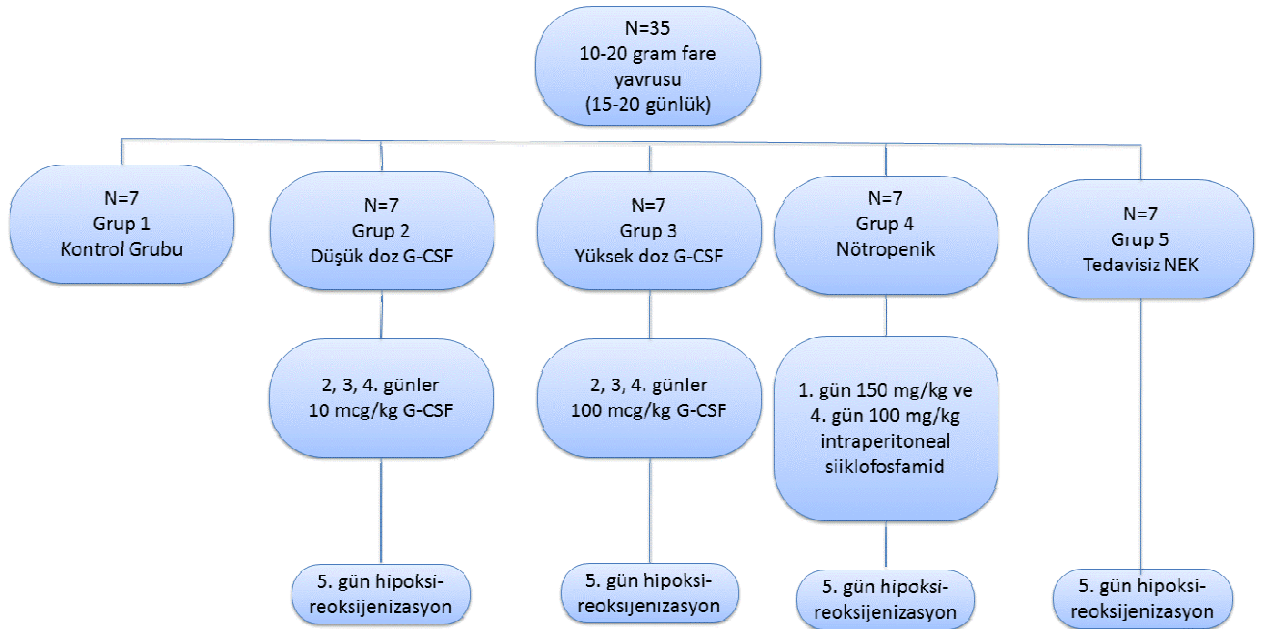 N=35
10-20 gram fare
yavrusu
(15-20 günlük)
N=7
Grup 1
Kontrol Grubu
N=7
Grup 2
Düşük doz G-CSF
N=7
Grup 3
Yüksek doz G-CSF
N=7
Grup 4
Nötropenik
N=7
Grup 5
Tedavisiz NEK
2, 3, 4. günler
10 mcg/kg G-CSF
2, 3, 4. günler
100 mcg/kg G-CSF
1. gün 150 mg/kg ve
4. gün 100 mg/kg
intraperitoneal
siiklofosfamid
5. gün hipoksi-
reoksijenizasyon
5. gün hipoksi-
reoksijenizasyon
5. gün hipoksi-
reoksijenizasyon
5. gün hipoksi-
reoksijenizasyon